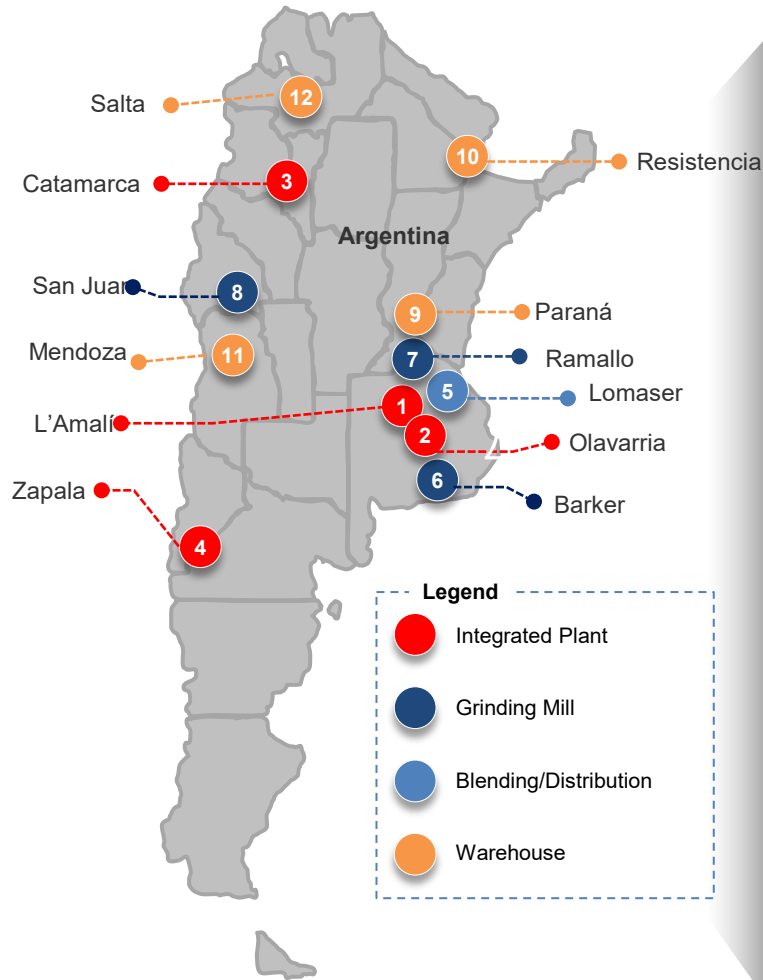 Salta
12
10
Resistencia
Catamarca
3
Argentina
San Juan
8
9
Paraná
Mendoza
11
7
Ramallo
5
Lomaser
L'Amalí
1
2
Olavarria
6
Barker
Zapala
4
Legend
Integrated Plant
Grinding Mill
Blending/Distribution
Warehouse